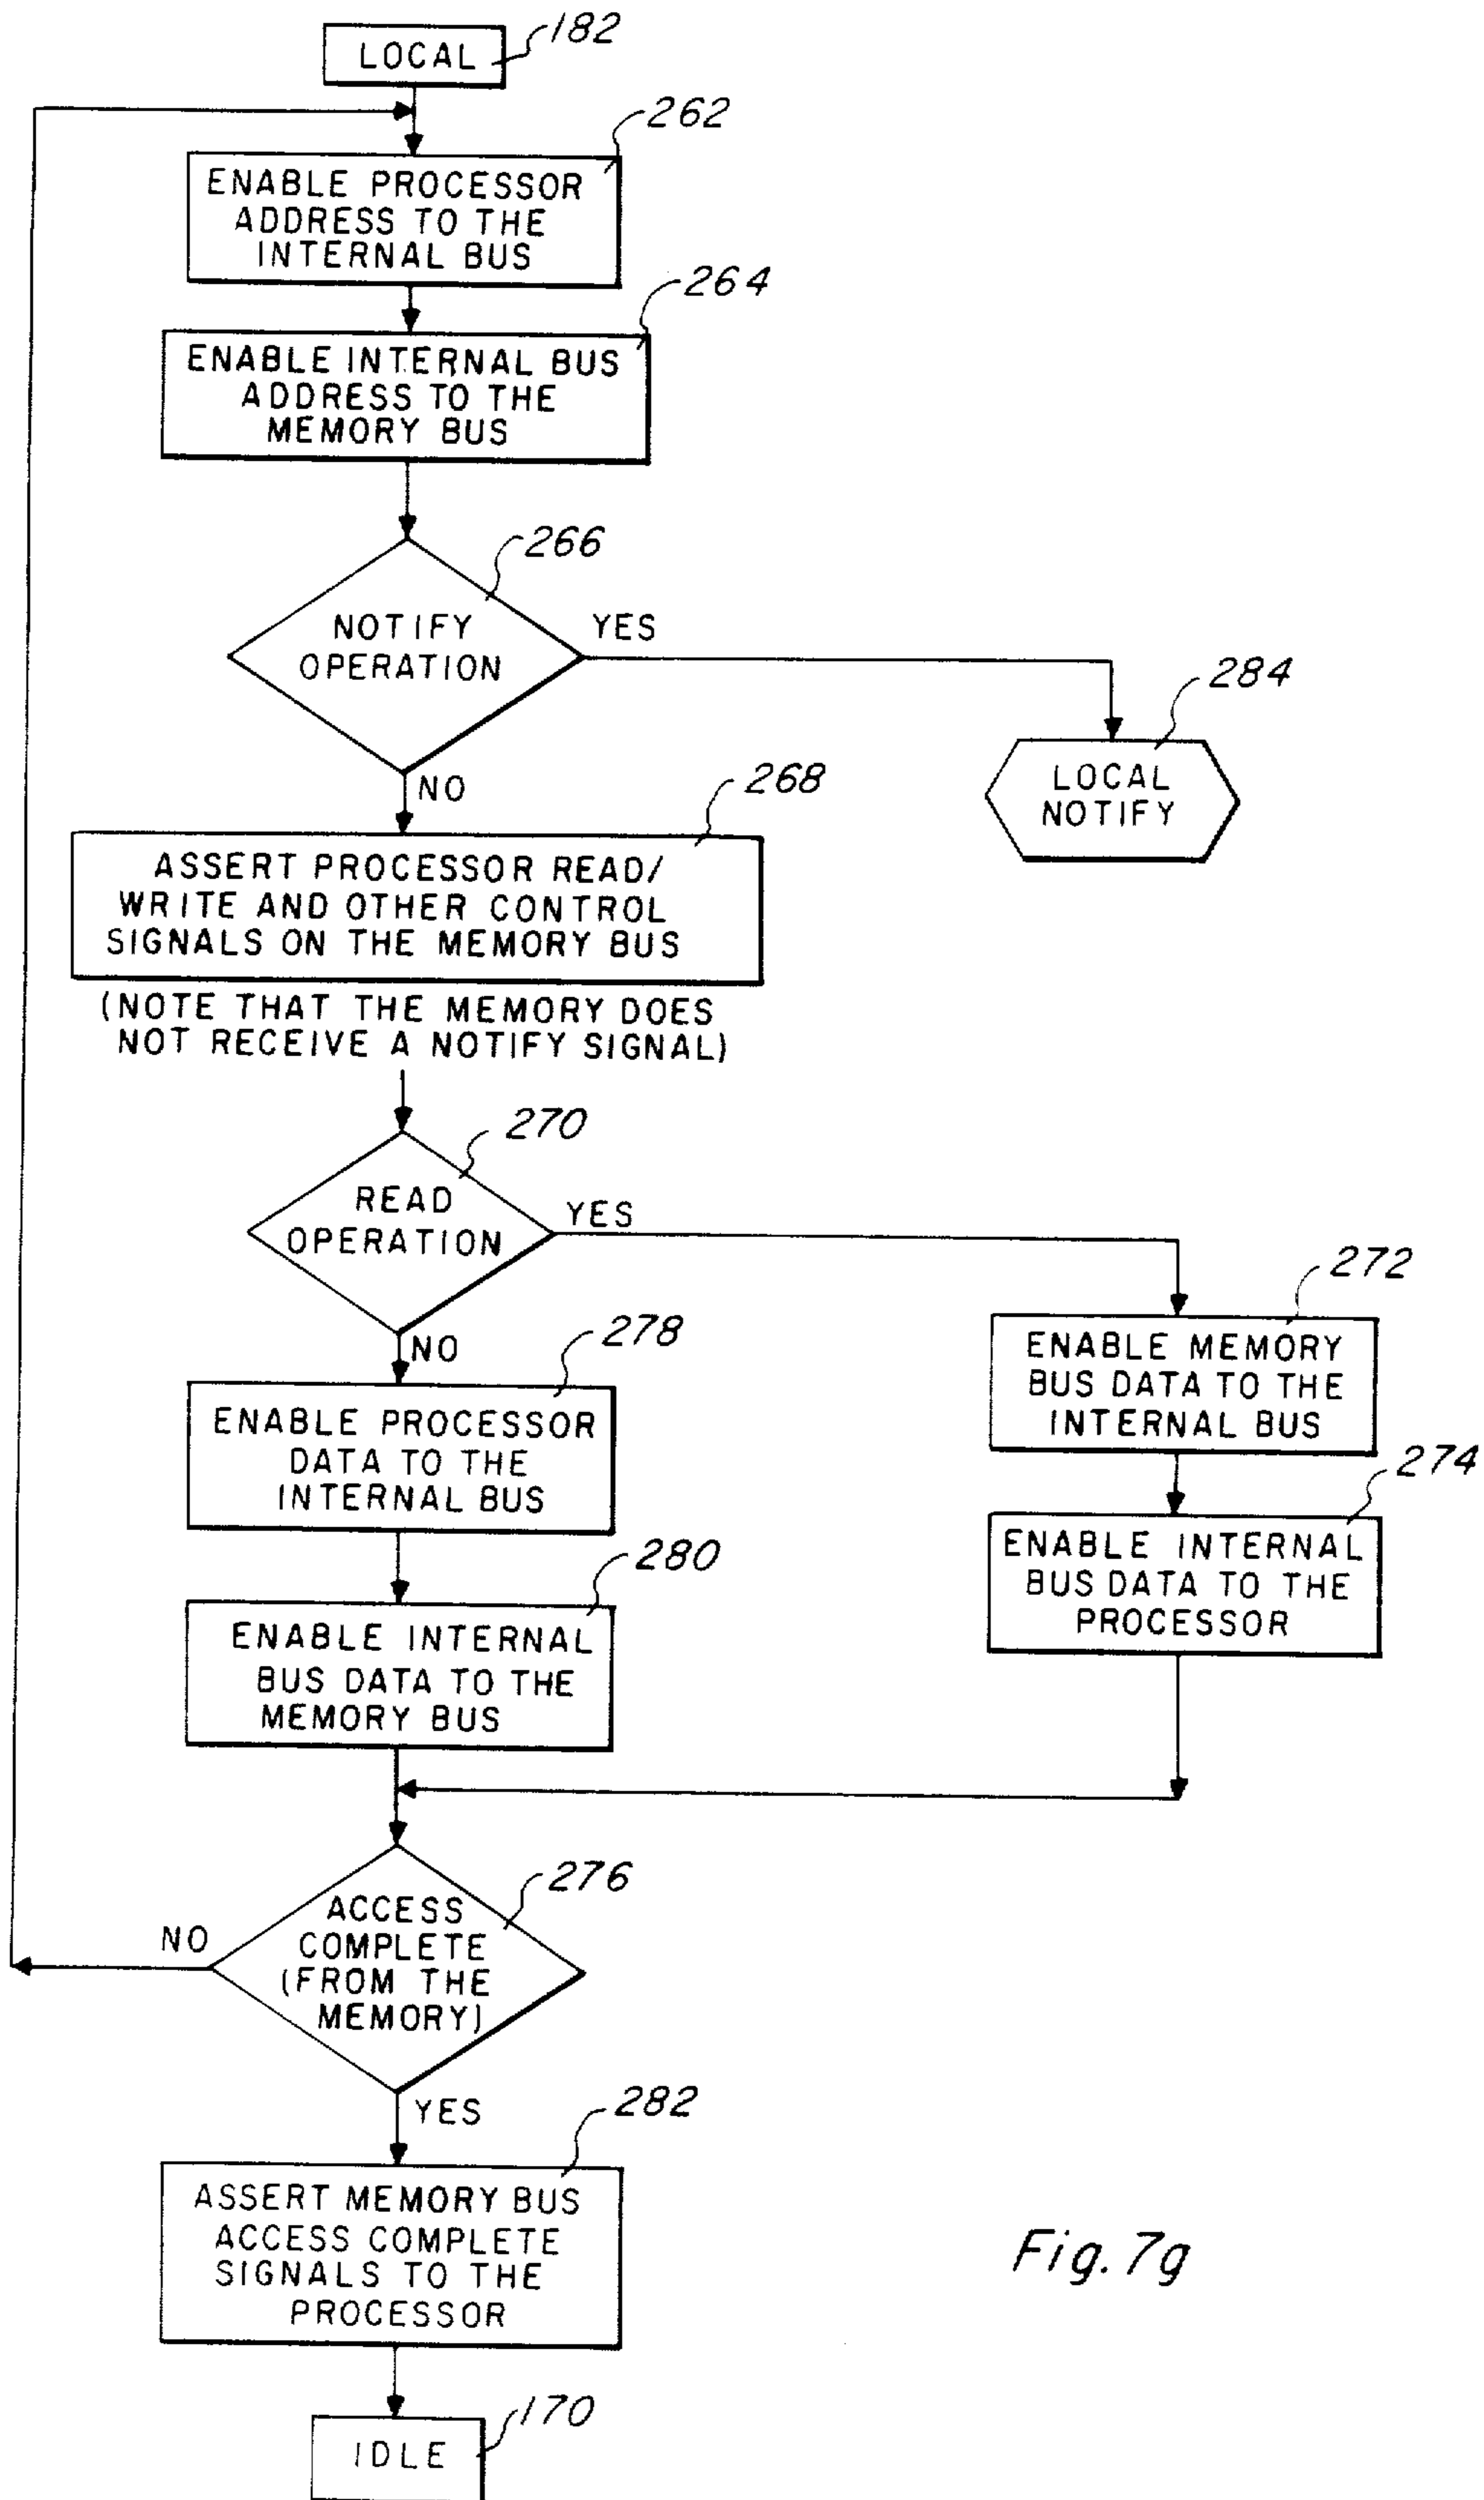 LOCAL
182
262
ENABLE PROCESSOR
ADDRESS TO THE
INTERNAL BUS
264
ENABLE INTERNAL BUS
ADDRESS TO THE
MEMORY BUS
266
NOTIFY
OPERATION
YES
284
LOCAL
NOTIFY
NO
268
ASSERT PROCESSOR READ/
WRITE AND OTHER CONTROL
SIGNALS ON THE MEMORY BUS
(NOTE THAT THE MEMORY DOES
NOT RECEIVE A NOTIFY SIGNAL)
270
READ
OPERATION
YES
272
ENABLE MEMORY
BUS DATA TO THE
INTERNAL BUS
274
ENABLE INTERNAL
BUS DATA TO THE
PROCESSOR
NO
278
ENABLE PROCESSOR
DATA TO THE
INTERNAL BUS
280
ENABLE INTERNAL
BUS DATA TO THE
MEMORY BUS
276
ACCESS
COMPLETE
(FROM THE
MEMORY)
NO
YES
282
ASSERT MEMORY BUS
ACCESS COMPLETE
SIGNALS TO THE
PROCESSOR
170
IDLE
Fig. 7g